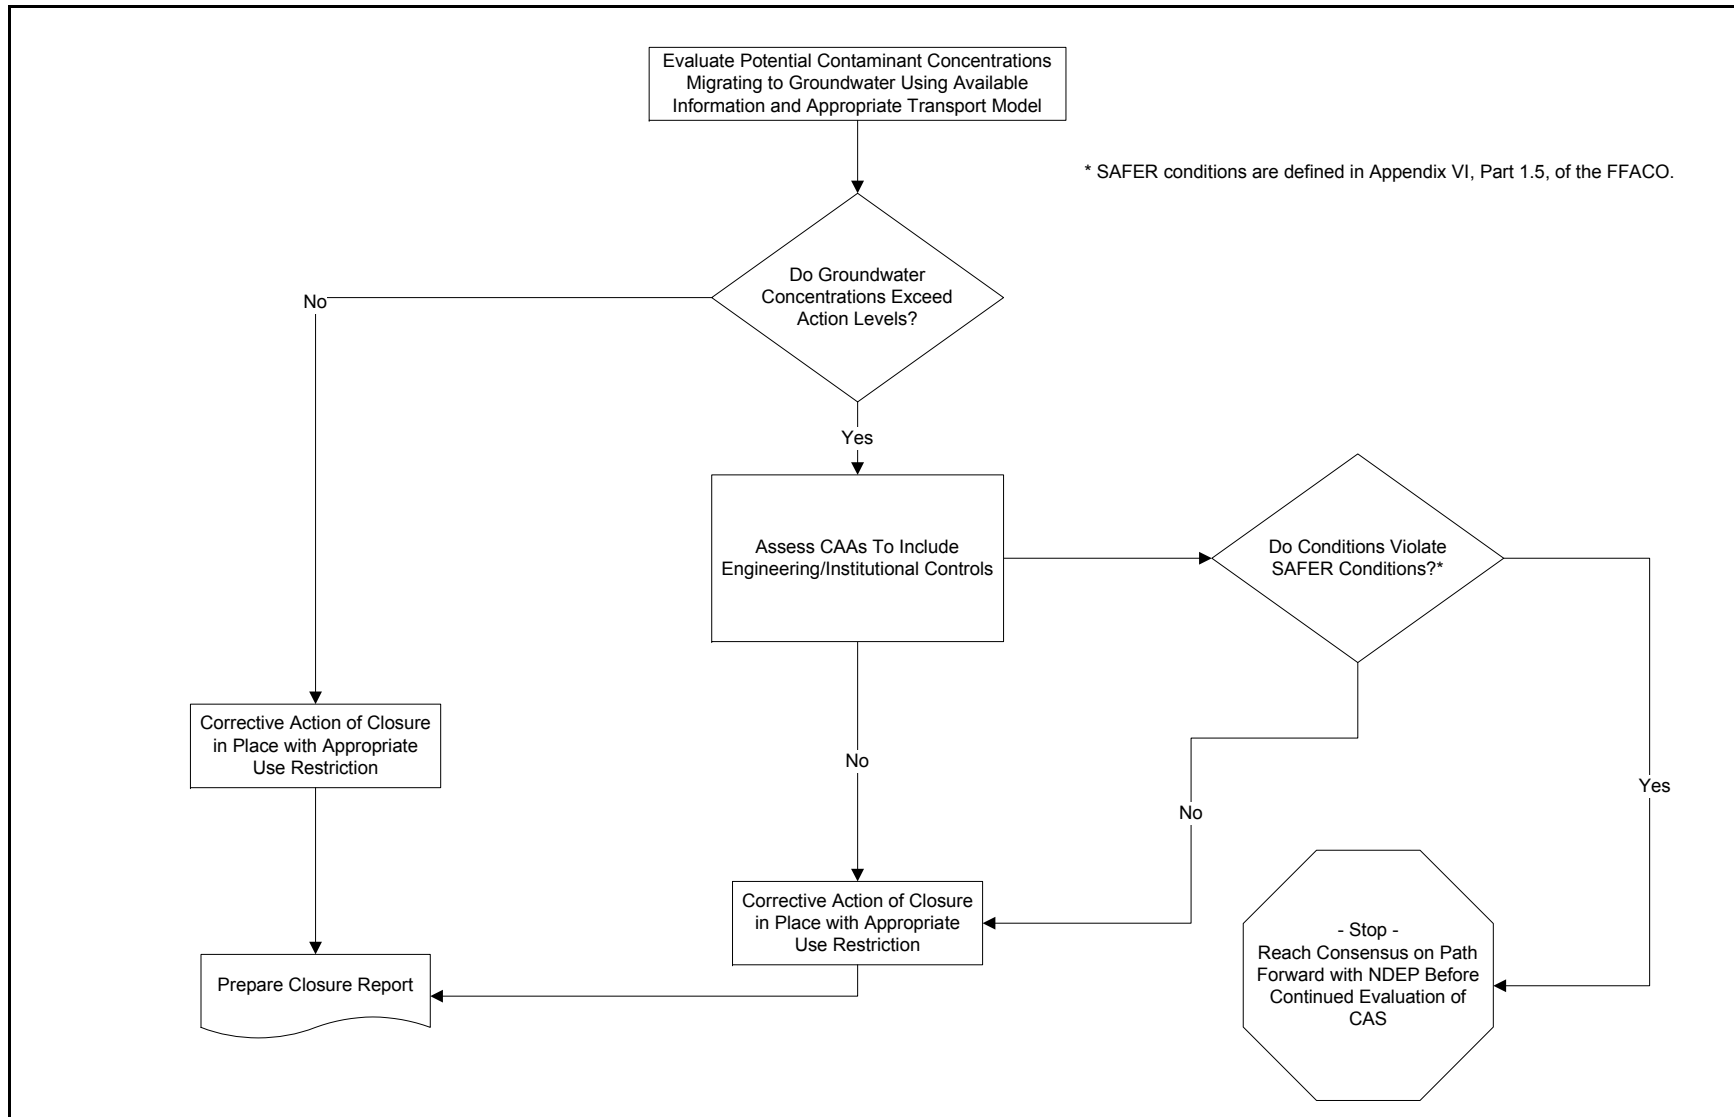 Evaluate Potential Contaminant Concentrations
Migrating to Groundwater Using Available
Information and Appropriate Transport Model
* SAFER conditions are defined in Appendix VI, Part 1.5, of the FFACO.
Do Groundwater
Concentrations Exceed
Action Levels?
No
Yes
Assess CAAs To Include
Engineering/Institutional Controls
Do Conditions Violate
SAFER Conditions?*
Corrective Action of Closure
in Place with Appropriate
Use Restriction
No
No
Yes
Corrective Action of Closure
in Place with Appropriate
Use Restriction
- Stop -
Reach Consensus on Path
Forward with NDEP Before
Continued Evaluation of
CAS
Prepare Closure Report